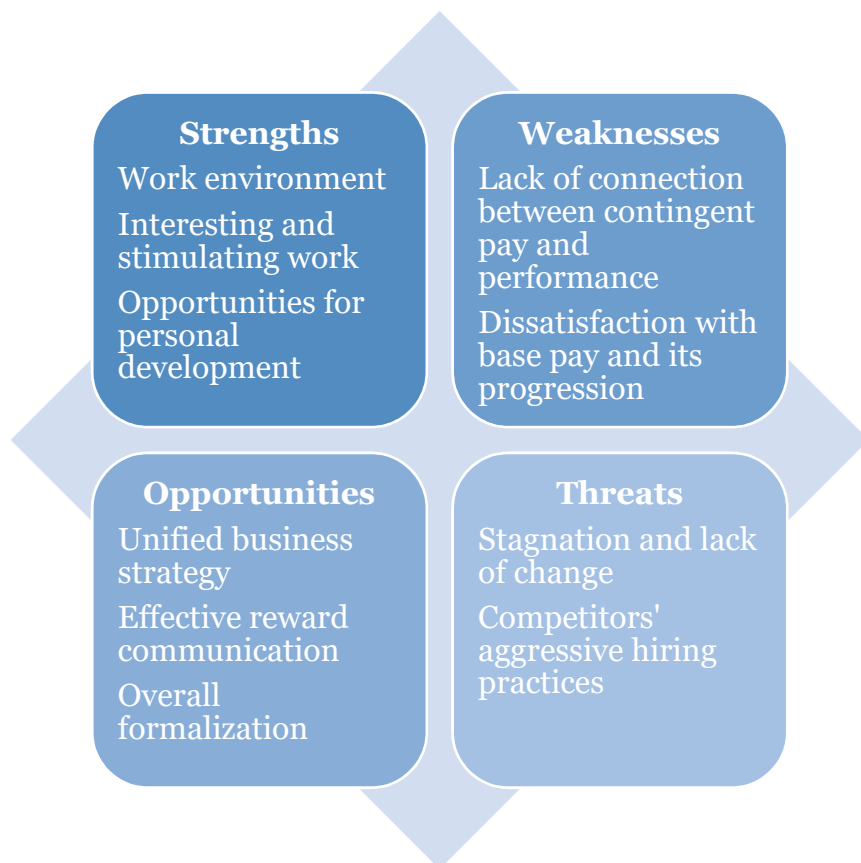 Strengths
Work environment
Interesting and
stimulating work
Opportunities for
personal
development
Weaknesses
Lack of connection
between contingent
pay and
performance
Dissatisfaction with
base pay and its
progression
Opportunities
Unified business
strategy
Effective reward
communication
Overall
formalization
Threats
Stagnation and lack
of change
Competitors'
aggressive hiring
practices